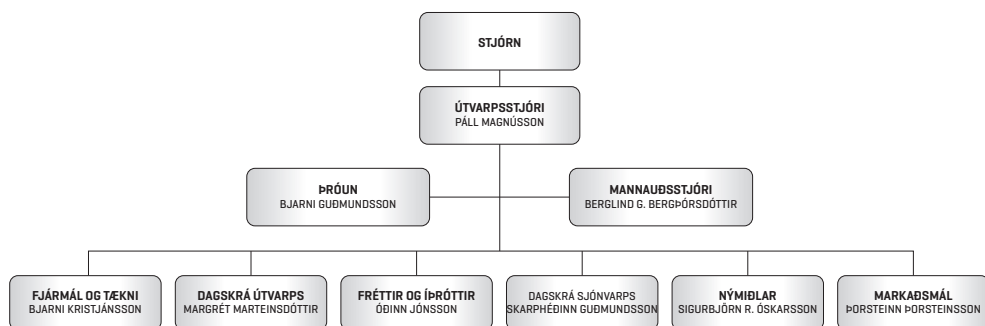 STJÓRN
ÚTVARPSSTJÓRI
PÁLL MAGNÚSSON
ÞRÓUN
BJARNI GUÐMUNDSSON
MANNAUÐSSTJÓRI
BERGLIND G. BERGÞÓRSDÓTTIR
FJÁRMÁL OG TÆKNI
BJARNI KRISTJÁNSSON
DAGSKRÁ ÚTVARPS
MARGRÉT MARTEINSDÓTTIR
FRÉTTIR OG ÍÞRÓTTIR
ÓÐINN JÓNSSON
DAGSKRÁ SJÓNVARPS
SKARPHÉÐINN GUÐMUNDSSON
NÝMIÐLAR
SIGURBJÖRN R. ÓSKARSSON
MARKAÐSMÁL
ÞORSTEINN ÞORSTEINSSON